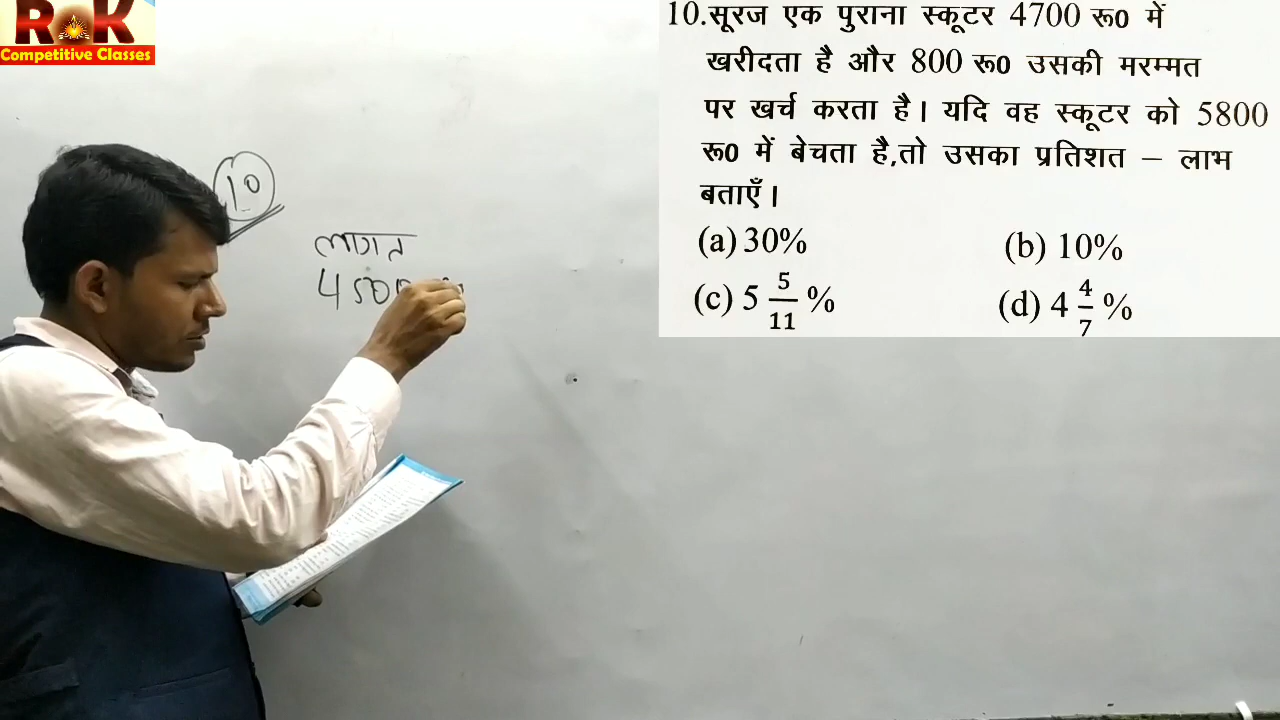 ROK
Competitive Classes
10.सूरज एक पुराना स्कूटर 4700 रू0 में
खरीदता है और 800 रू0 उसकी मरम्मत
पर खर्च करता है। यदि वह स्कूटर को 5800
रू0 में बेचता है,तो उसका प्रतिशत – लाभ
बताएँ।
(a) 30% (b) 10%
(c) 5 5/11 % (d) 4 4/7 %
10
लागत